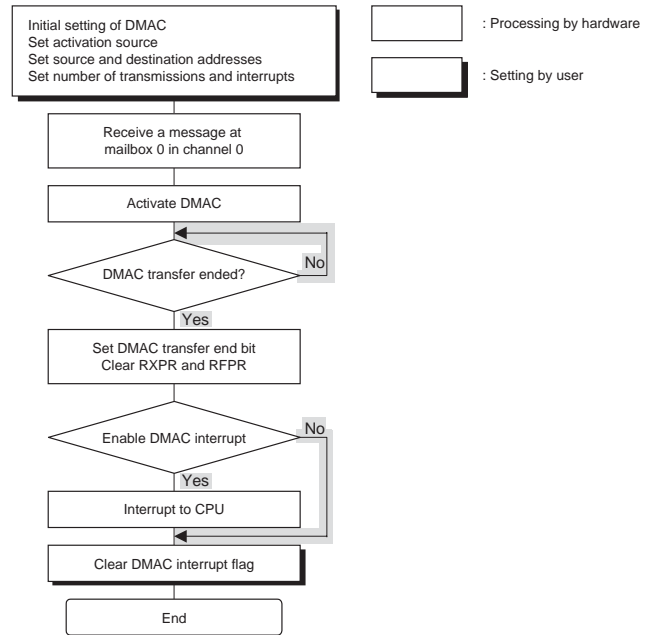 Initial setting of DMAC
Set activation source
Set source and destination addresses
Set number of transmissions and interrupts
: Processing by hardware
: Setting by user
Receive a message at
mailbox 0 in channel 0
Activate DMAC
DMAC transfer ended?
No
Yes
Set DMAC transfer end bit
Clear RXPR and RFPR
Enable DMAC interrupt
No
Yes
Interrupt to CPU
Clear DMAC interrupt flag
End